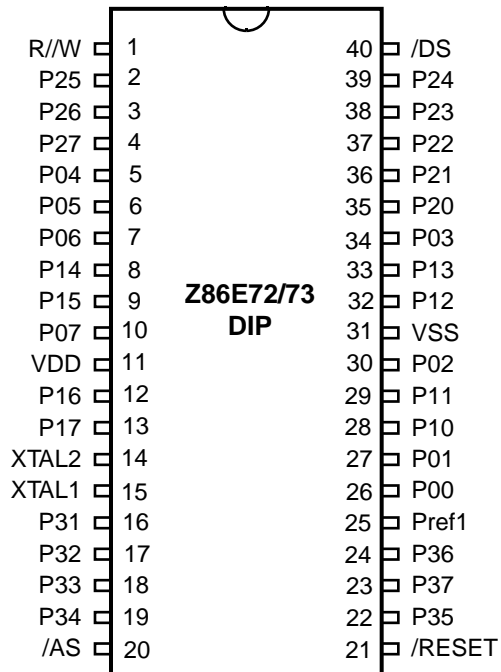 R//W 1 40 /DS
P25 2 39 P24
P26 3 38 P23
P27 4 37 P22
P04 5 36 P21
P05 6 35 P20
P06 7 34 P03
P14 8 33 P13
P15 9 Z86E72/73 32 P12
P07 10 DIP 31 VSS
VDD 11 30 P02
P16 12 29 P11
P17 13 28 P10
XTAL2 14 27 P01
XTAL1 15 26 P00
P31 16 25 Pref1
P32 17 24 P36
P33 18 23 P37
P34 19 22 P35
/AS 20 21 /RESET